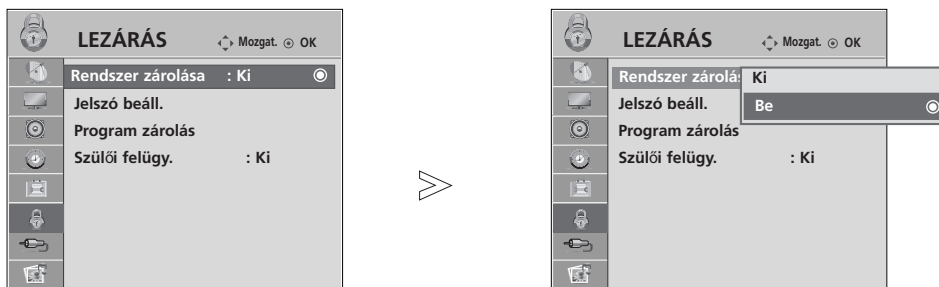 LEZÁRÁS Mozgat. OK
Rendszer zárolása : Ki
Jelszó beáll.
Program zárolás
Szülői felügy. : Ki
LEZÁRÁS Mozgat. OK
Rendszer zárolás
Ki
Jelszó beáll.
Be
Program zárolás
Szülői felügy. : Ki